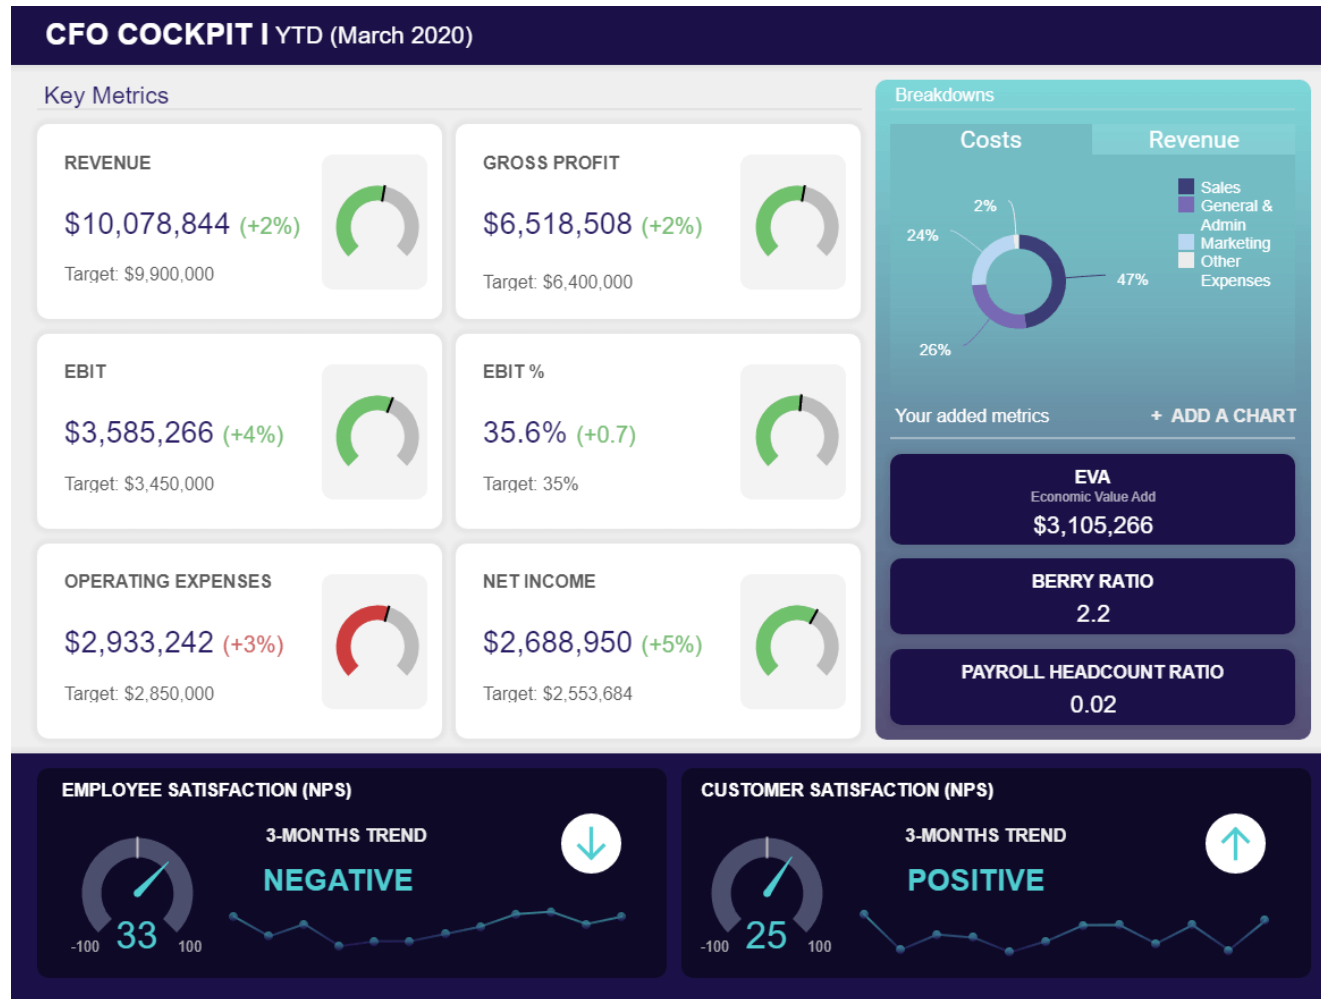 CFO COCKPIT I YTD (March 2020)
Key Metrics
REVENUE
$10,078,844 (+2%)
Target: $9,900,000
GROSS PROFIT
$6,518,508 (+2%)
Target: $6,400,000
EBIT
$3,585,266 (+4%)
Target: $3,450,000
EBIT %
35.6% (+0.7)
Target: 35%
OPERATING EXPENSES
$2,933,242 (+3%)
Target: $2,850,000
NET INCOME
$2,688,950 (+5%)
Target: $2,553,684
Breakdowns
Costs
Revenue
2%
24%
47%
26%
Sales
General &
Admin
Marketing
Other
Expenses
Your added metrics
+ ADD A CHART
EVA
Economic Value Add
$3,105,266
BERRY RATIO
2.2
PAYROLL HEADCOUNT RATIO
0.02
EMPLOYEE SATISFACTION (NPS)
3-MONTHS TREND
NEGATIVE
-100
33
100
CUSTOMER SATISFACTION (NPS)
3-MONTHS TREND
POSITIVE
-100
25
100